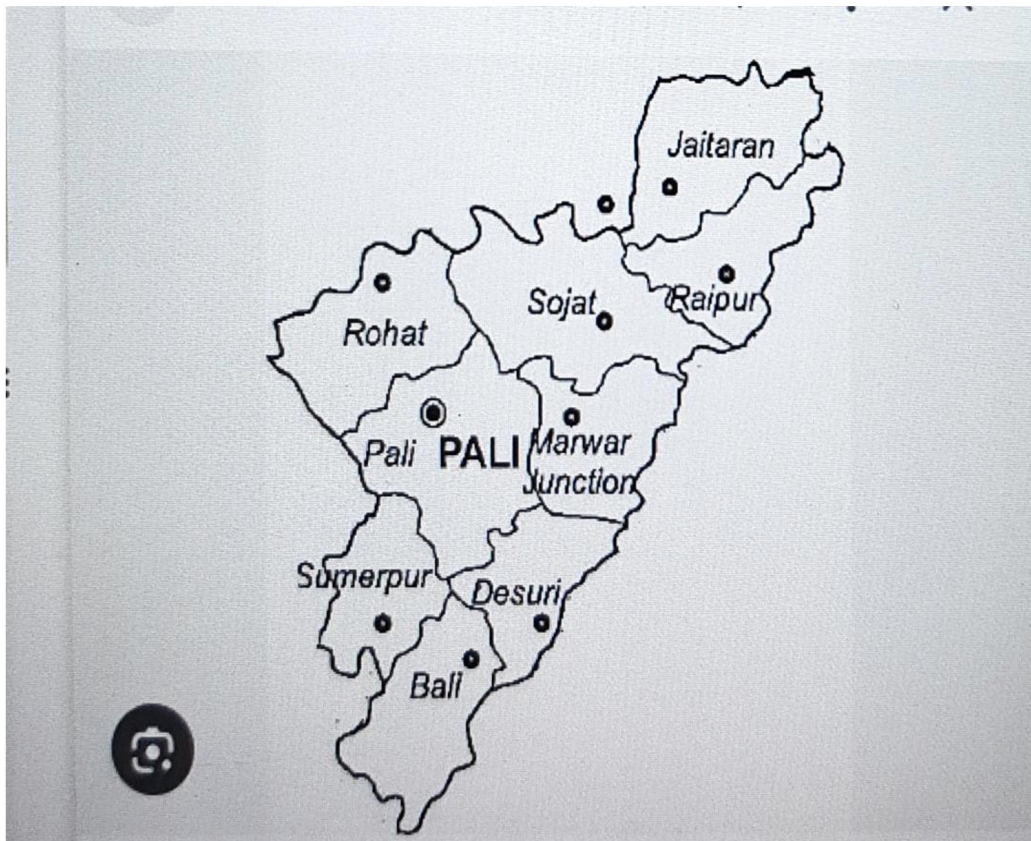 Jaitaran
Raipur
Sojat
Rohat
Pali PALI
Marwar
Junction
Sumerpur
Desuri
Bali